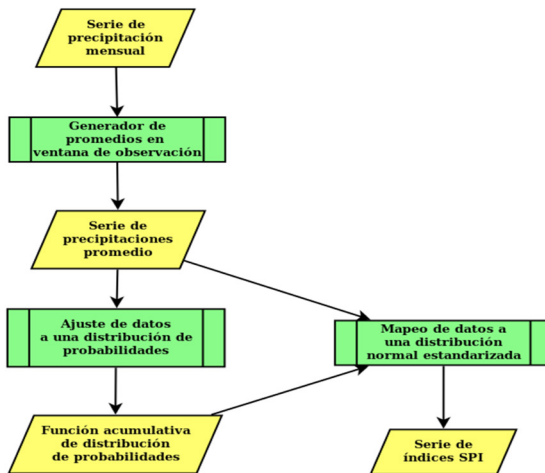 Serie de
precipitación
mensual
Generador de
promedios en
ventana de observación
Serie de
precipitaciones
promedio
Ajuste de datos
a una distribución de
probabilidades
Mapeo de datos a
una distribución
normal estandarizada
Función acumulativa
de distribución
de probabilidades
Serie de
índices SPI